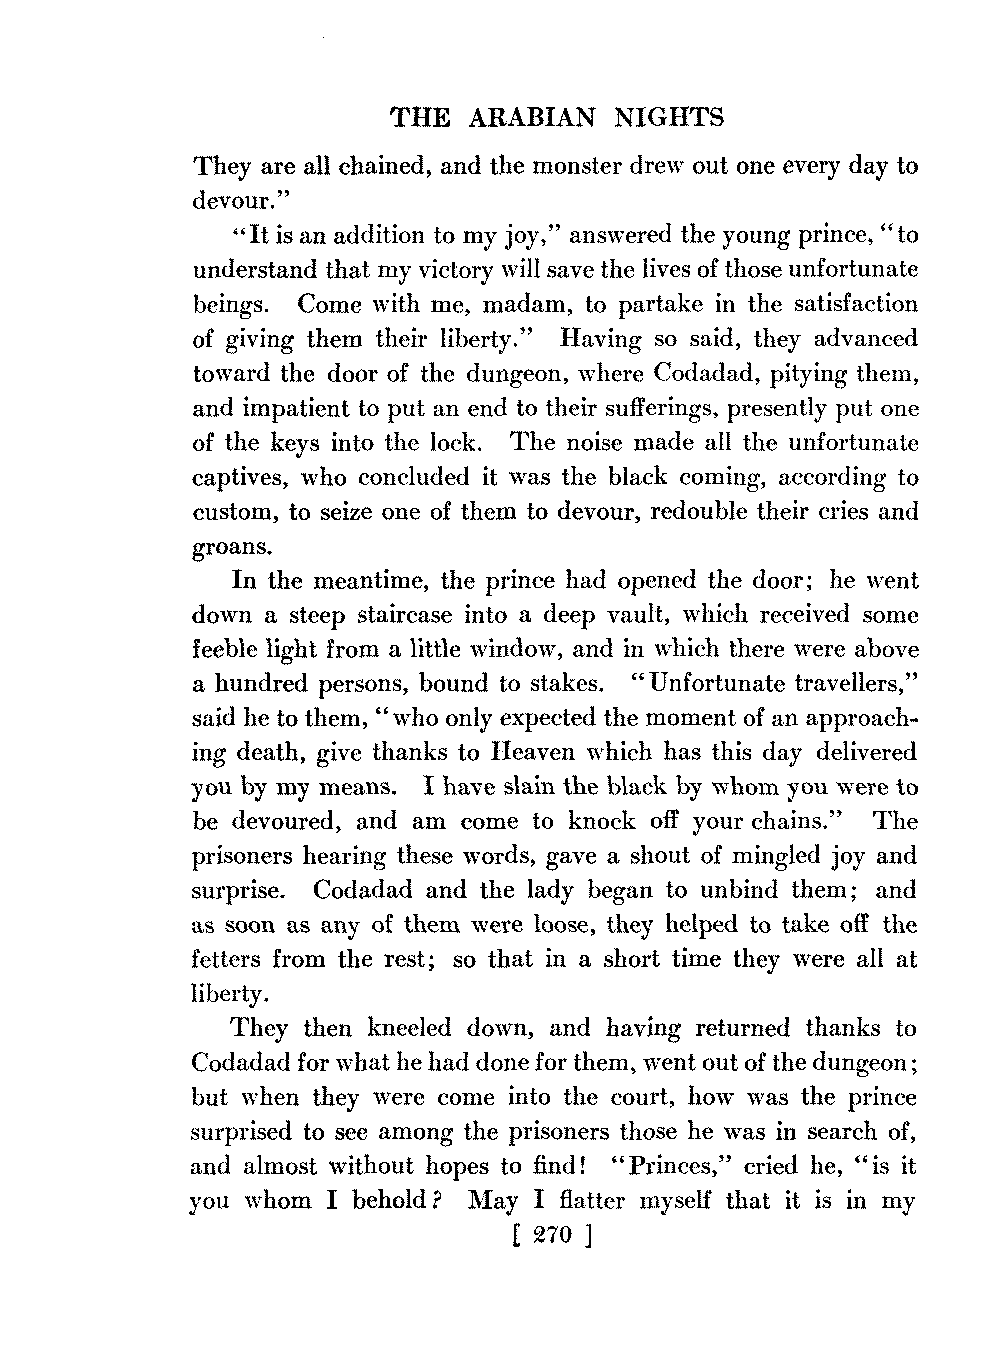 THE ARABIAN NIGHTS
They are all chained, and the monster drew out one every day to
devour."
"It is an addition to my joy," answered the young prince, "to
understand that my victory will save the lives of those unfortunate
beings. Come with me, madam, to partake in the satisfaction
of giving them their liberty." Having so said, they advanced
toward the door of the dungeon, where Codadad, pitying them,
and impatient to put an end to their sufferings, presently put one
of the keys into the lock. The noise made all the unfortunate
captives, who concluded it was the black coming, according to
custom, to seize one of them to devour, redouble their cries and
groans.
In the meantime, the prince had opened the door; he went
down a steep staircase into a deep vault, which received some
feeble light from a little window, and in which there were above
a hundred persons, bound to stakes. "Unfortunate travellers,"
said he to them, "who only expected the moment of an approach-
ing death, give thanks to Heaven which has this day delivered
you by my means. I have slain the black by whom you were to
be devoured, and am come to knock off your chains." The
prisoners hearing these words, gave a shout of mingled joy and
surprise. Codadad and the lady began to unbind them; and
as soon as any of them were loose, they helped to take off the
fetters from the rest; so that in a short time they were all at
liberty.
They then kneeled down, and having returned thanks to
Codadad for what he had done for them, went out of the dungeon;
but when they were come into the court, how was the prince
surprised to see among the prisoners those he was in search of,
and almost without hopes to find! "Princes," cried he, "is it
you whom I behold? May I flatter myself that it is in my
[ 270 ]